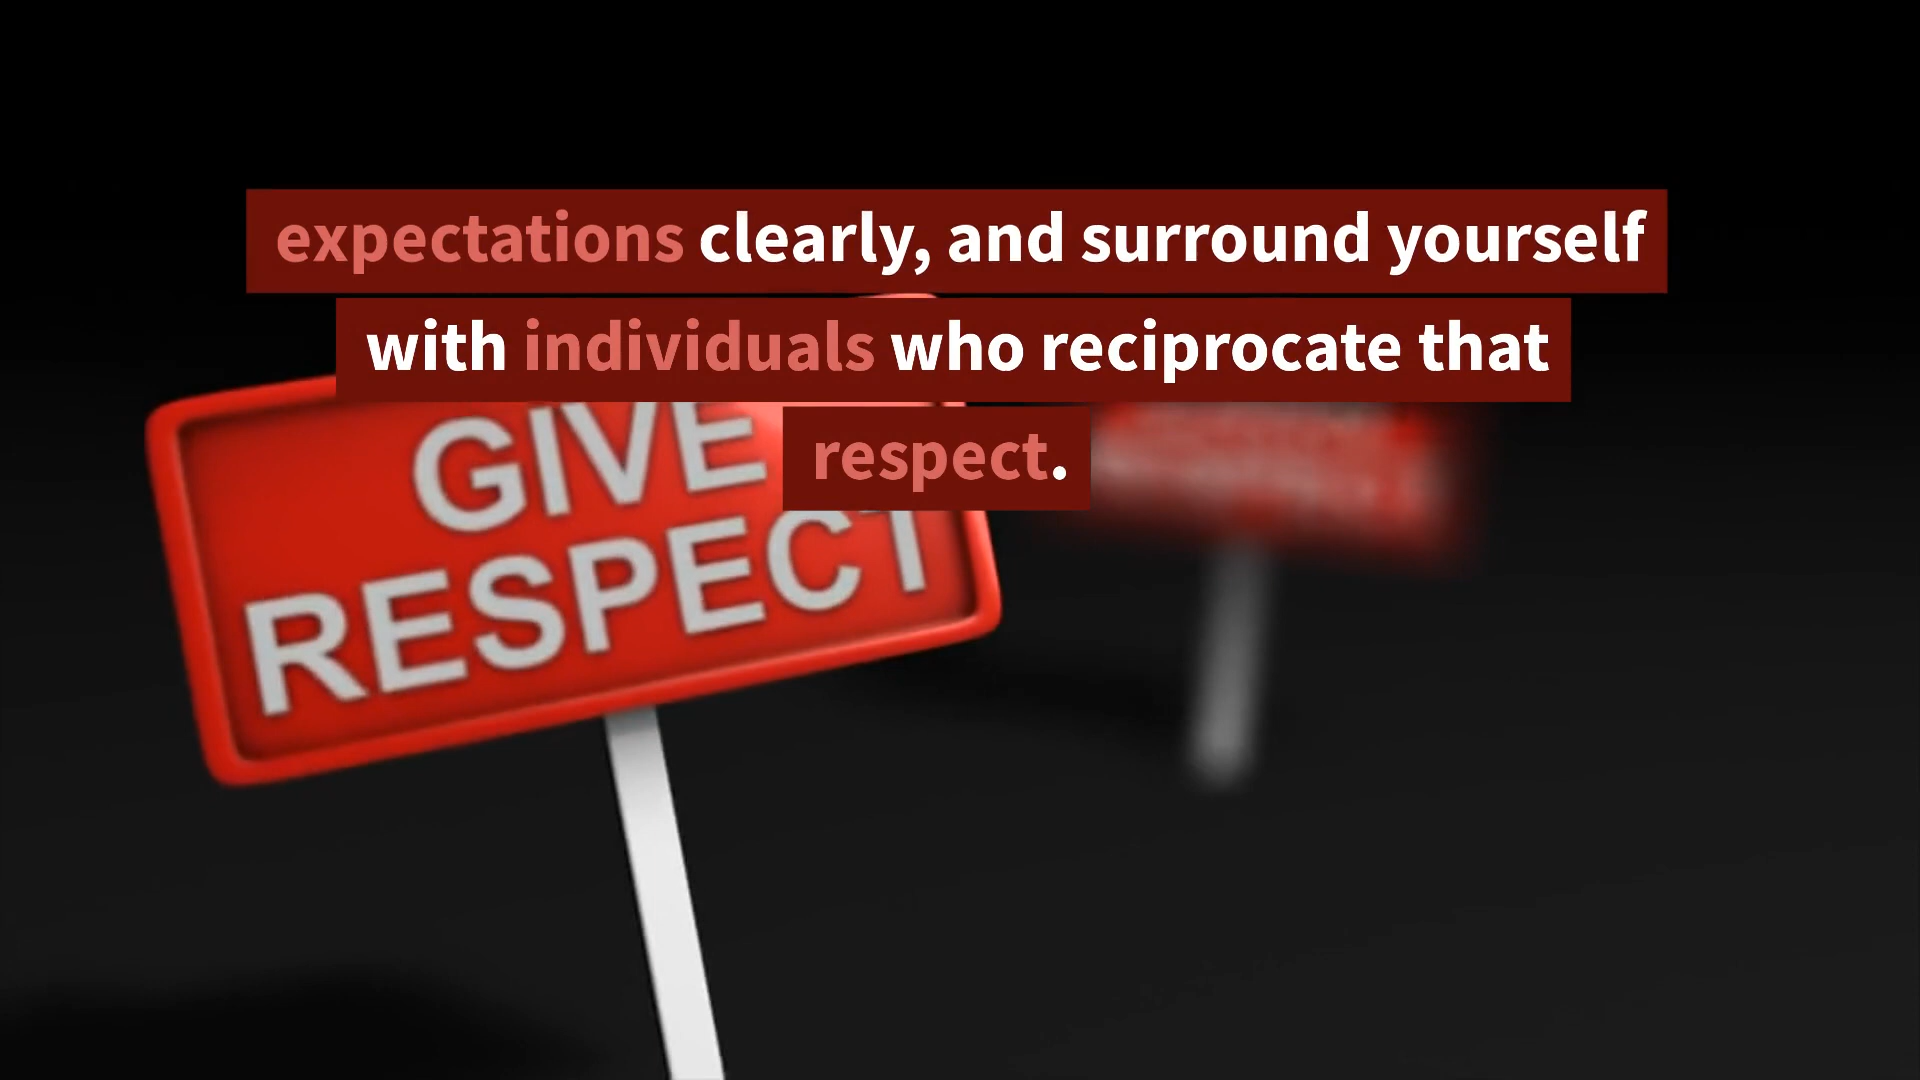 expectations clearly, and surround yourself
with individuals who reciprocate that
respect.
GIVE
RESPECT